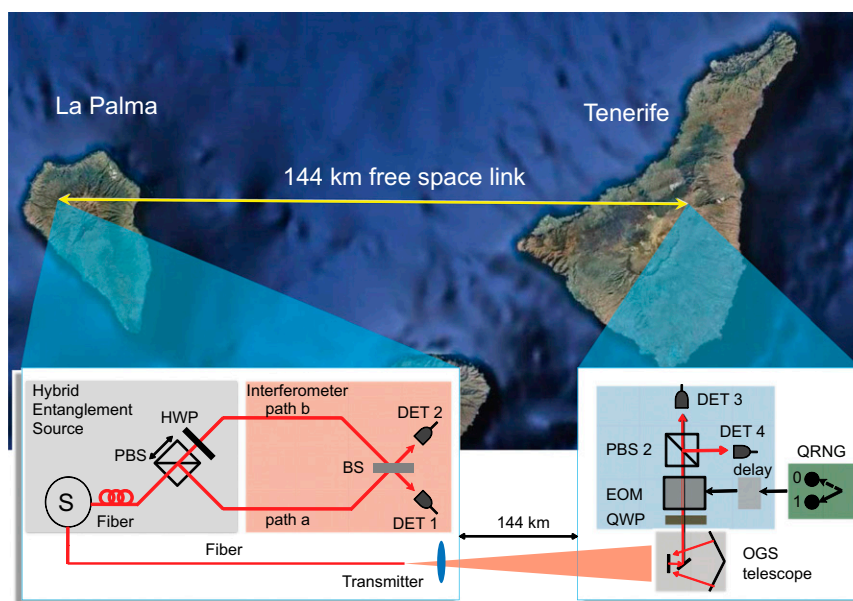 La Palma
Tenerife
144 km free space link
Hybrid
Entanglement
Source
HWP
PBS
S
Fiber
Interferometer
path b
DET 2
BS
path a
DET 1
Fiber
Transmitter
144 km
DET 3
PBS 2
DET 4
delay
QRNG
0
1
EOM
QWP
OGS
telescope